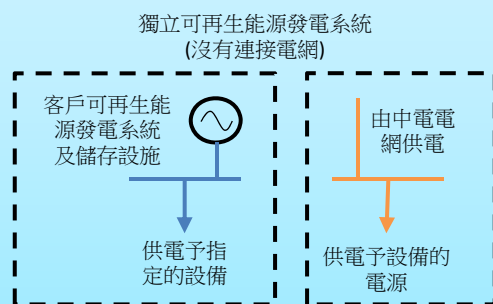 獨立可再生能源發電系統
(沒有連接電網)
客戶可再生能
源發電系統
及儲存設施
由中電電
網供電
供電予指
定的設備
供電予設備的
電源